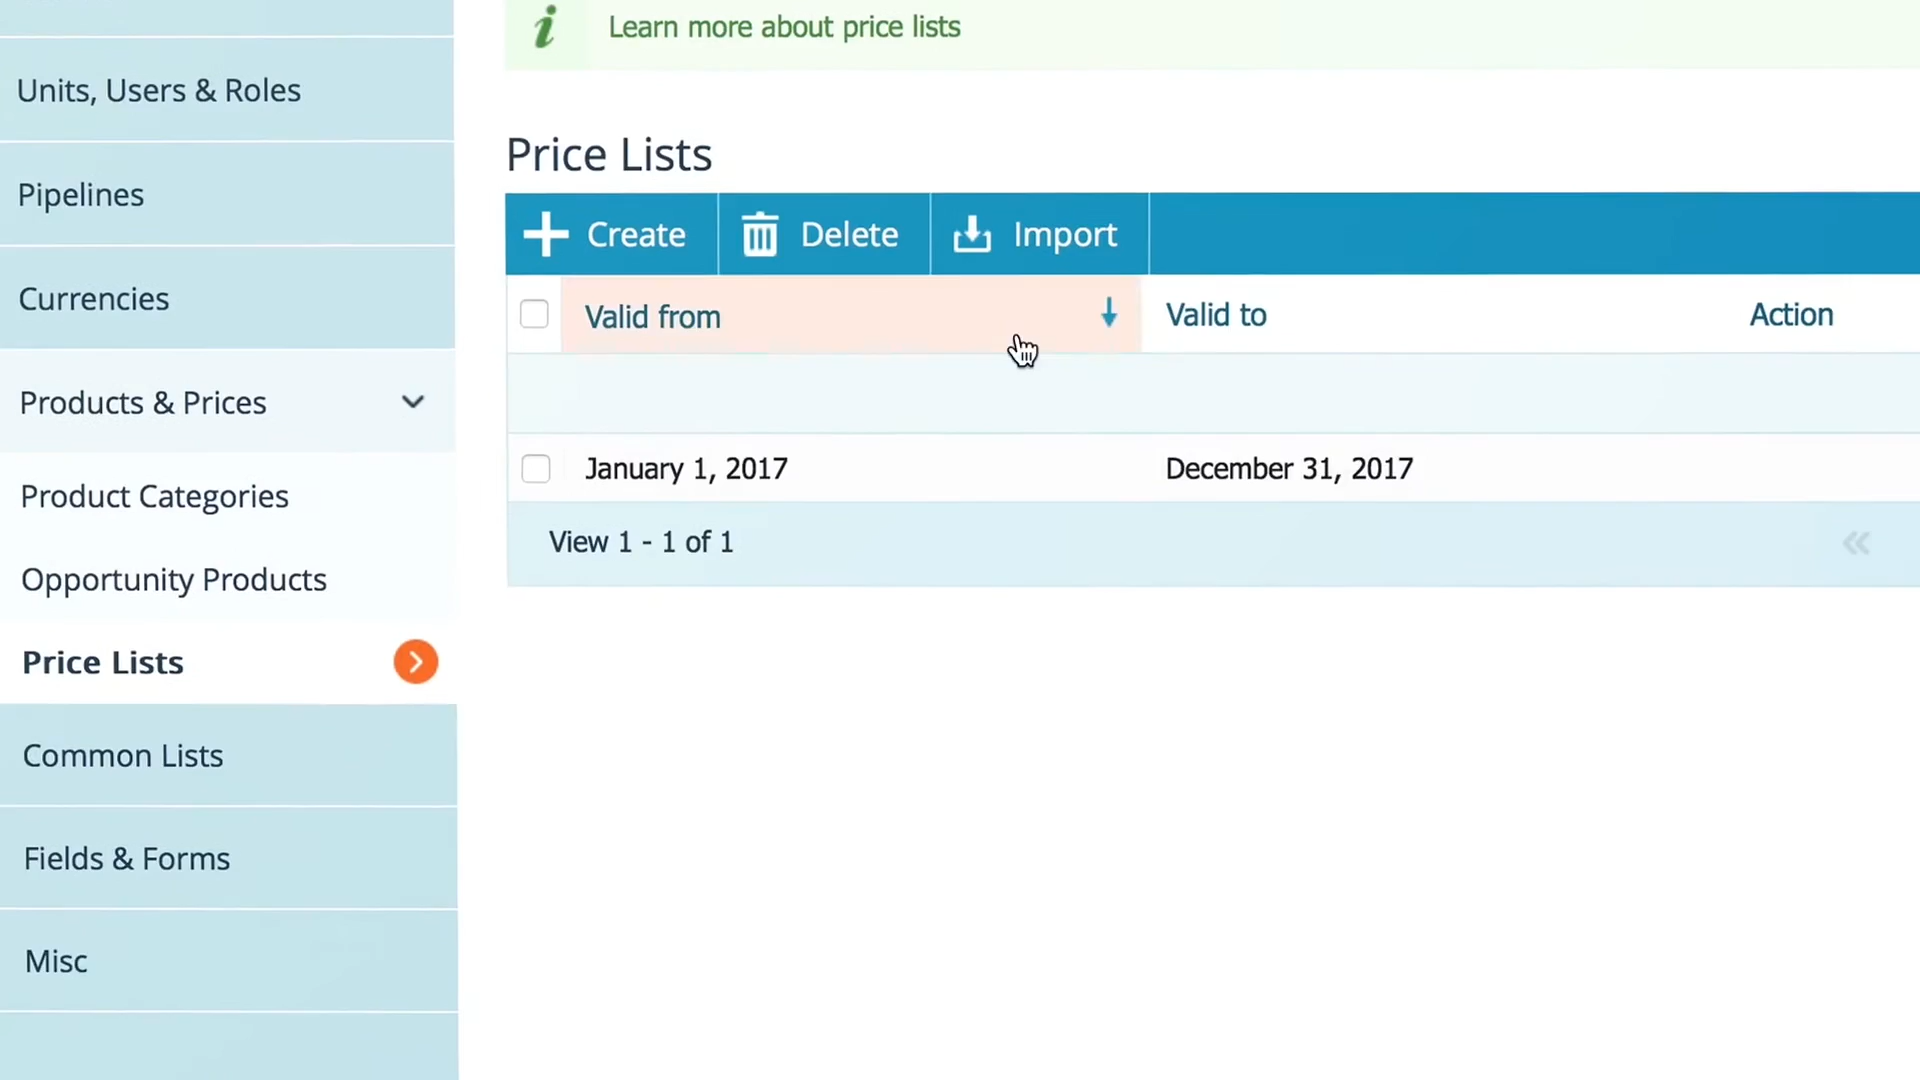 Learn more about price lists
Units, Users & Roles
Pipelines
Currencies
Products & Prices
Product Categories
Opportunity Products
Price Lists
Common Lists
Fields & Forms
Misc
Price Lists
Create Delete Import
Valid from Valid to Action
January 1, 2017 December 31, 2017
View 1 - 1 of 1